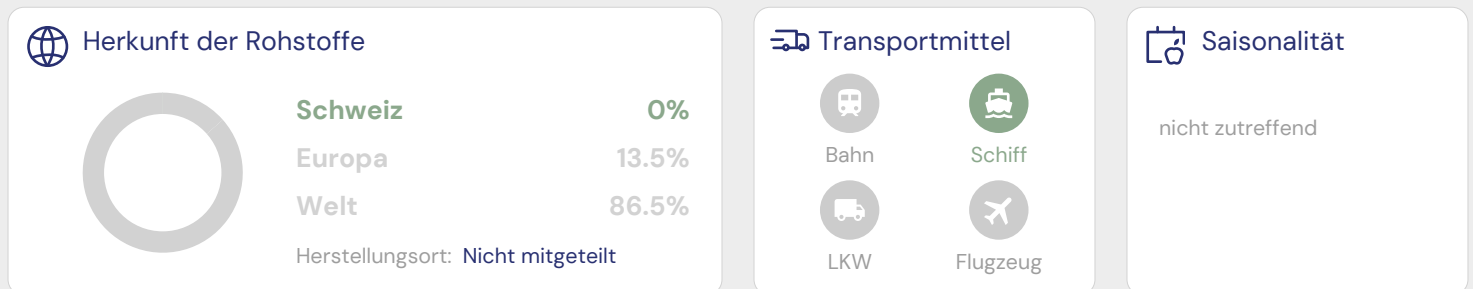 Herkunft der Rohstoffe
Schweiz 0%
Europa 13.5%
Welt 86.5%
Herstellungsort: Nicht mitgeteilt
Transportmittel
Bahn Schiff
LKW Flugzeug
Saisonalität
nicht zutreffend